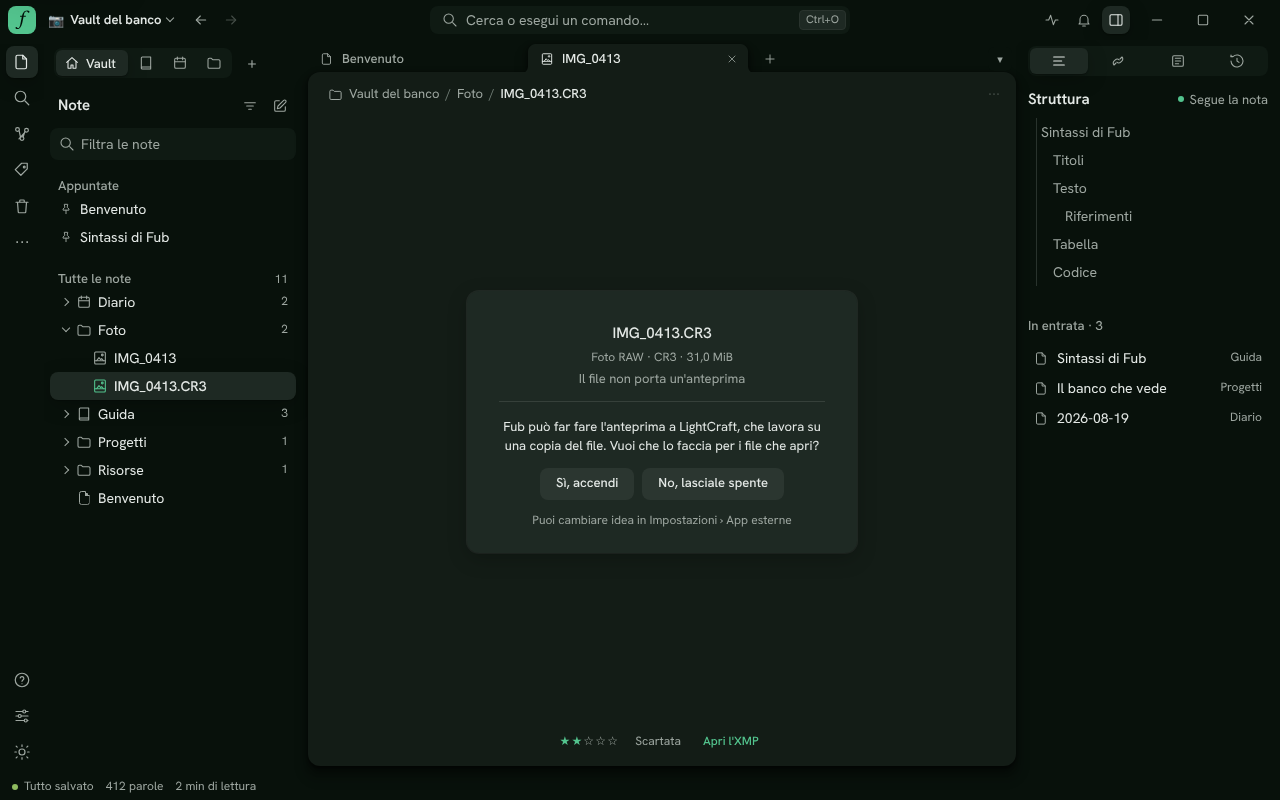 f
Vault del banco
Cerca o esegui un comando...
Ctrl+O
Vault
Benvenuto
IMG_0413
Note
Vault del banco / Foto / IMG_0413.CR3
Struttura
Segue la nota
Filtra le note
Sintassi di Fub
Titoli
Testo
Riferimenti
Tabella
Codice
Appuntate
Benvenuto
Sintassi di Fub
Tutte le note 11
Diario 2
Foto 2
IMG_0413
IMG_0413.CR3
Guida 3
Progetti 1
Risorse 1
Benvenuto
IMG_0413.CR3
Foto RAW · CR3 · 31,0 MiB
Il file non porta un'anteprima
Fub può far fare l'anteprima a LightCraft, che lavora su
una copia del file. Vuoi che lo faccia per i file che apri?
Sì, accendi
No, lasciale spente
Puoi cambiare idea in Impostazioni › App esterne
In entrata · 3
Sintassi di Fub Guida
Il banco che vede Progetti
2026-08-19 Diario
★★☆☆☆ Scartata Apri l'XMP
Tutto salvato 412 parole 2 min di lettura